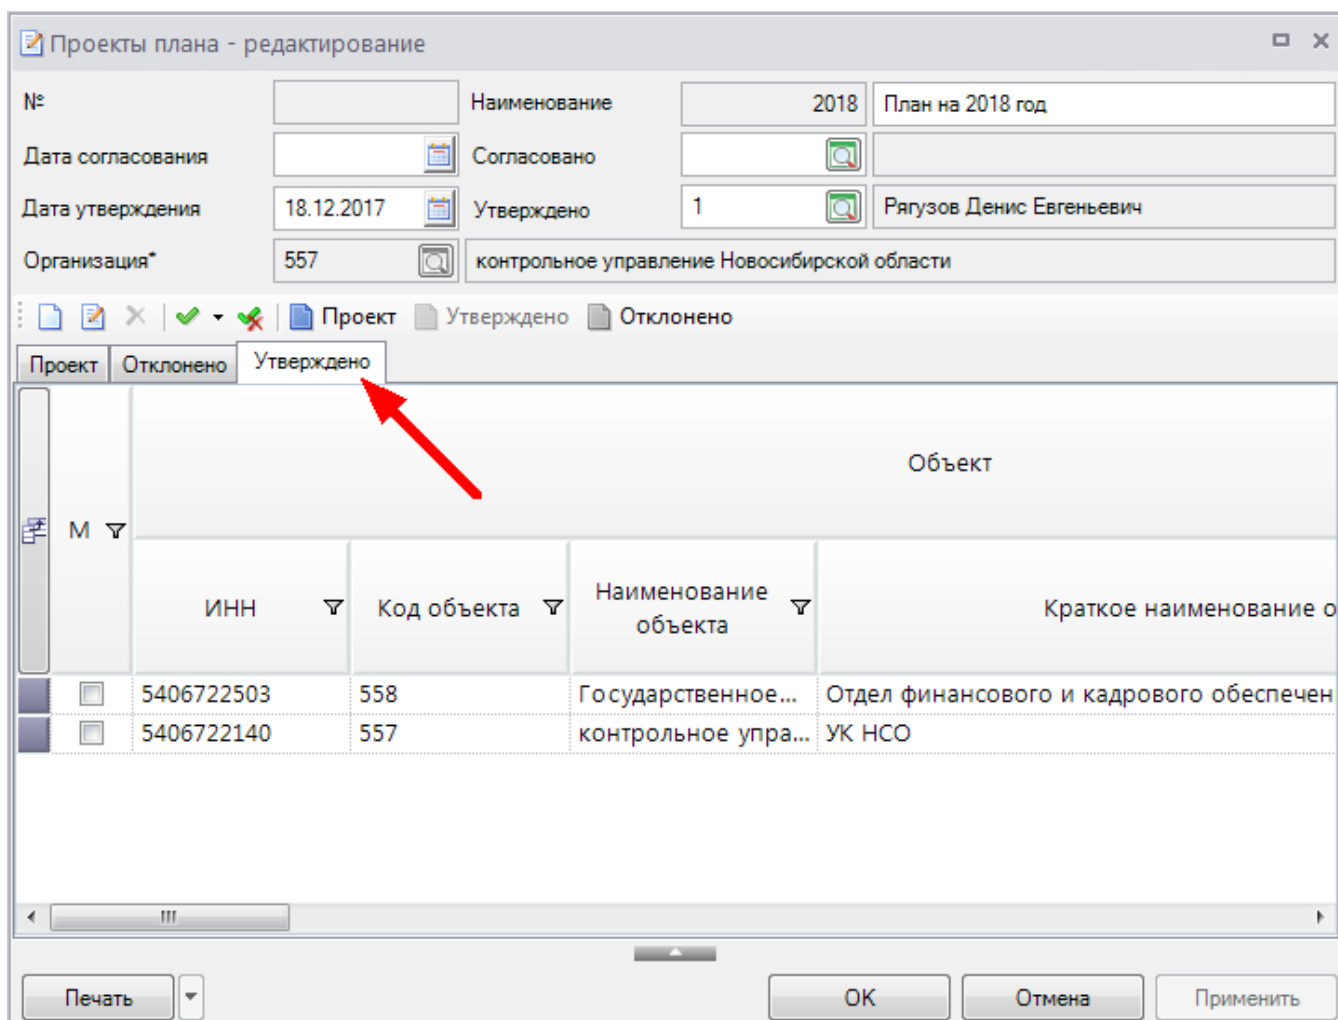 Проекты плана - редактирование
№ Наименование 2018 План на 2018 год
Дата согласования Согласовано
Дата утверждения 18.12.2017 Утверждено 1 Рягузов Денис Евгеньевич
Организация* 557 контрольное управление Новосибирской области
Проект Утверждено Отклонено
Проект Отклонено Утверждено
Объект
М
ИНН Код объекта Наименование объекта Краткое наименование о
5406722503 558 Государственное... Отдел финансового и кадрового обеспечен
5406722140 557 контрольное упра... УК НСО
Печать OK Отмена Применить